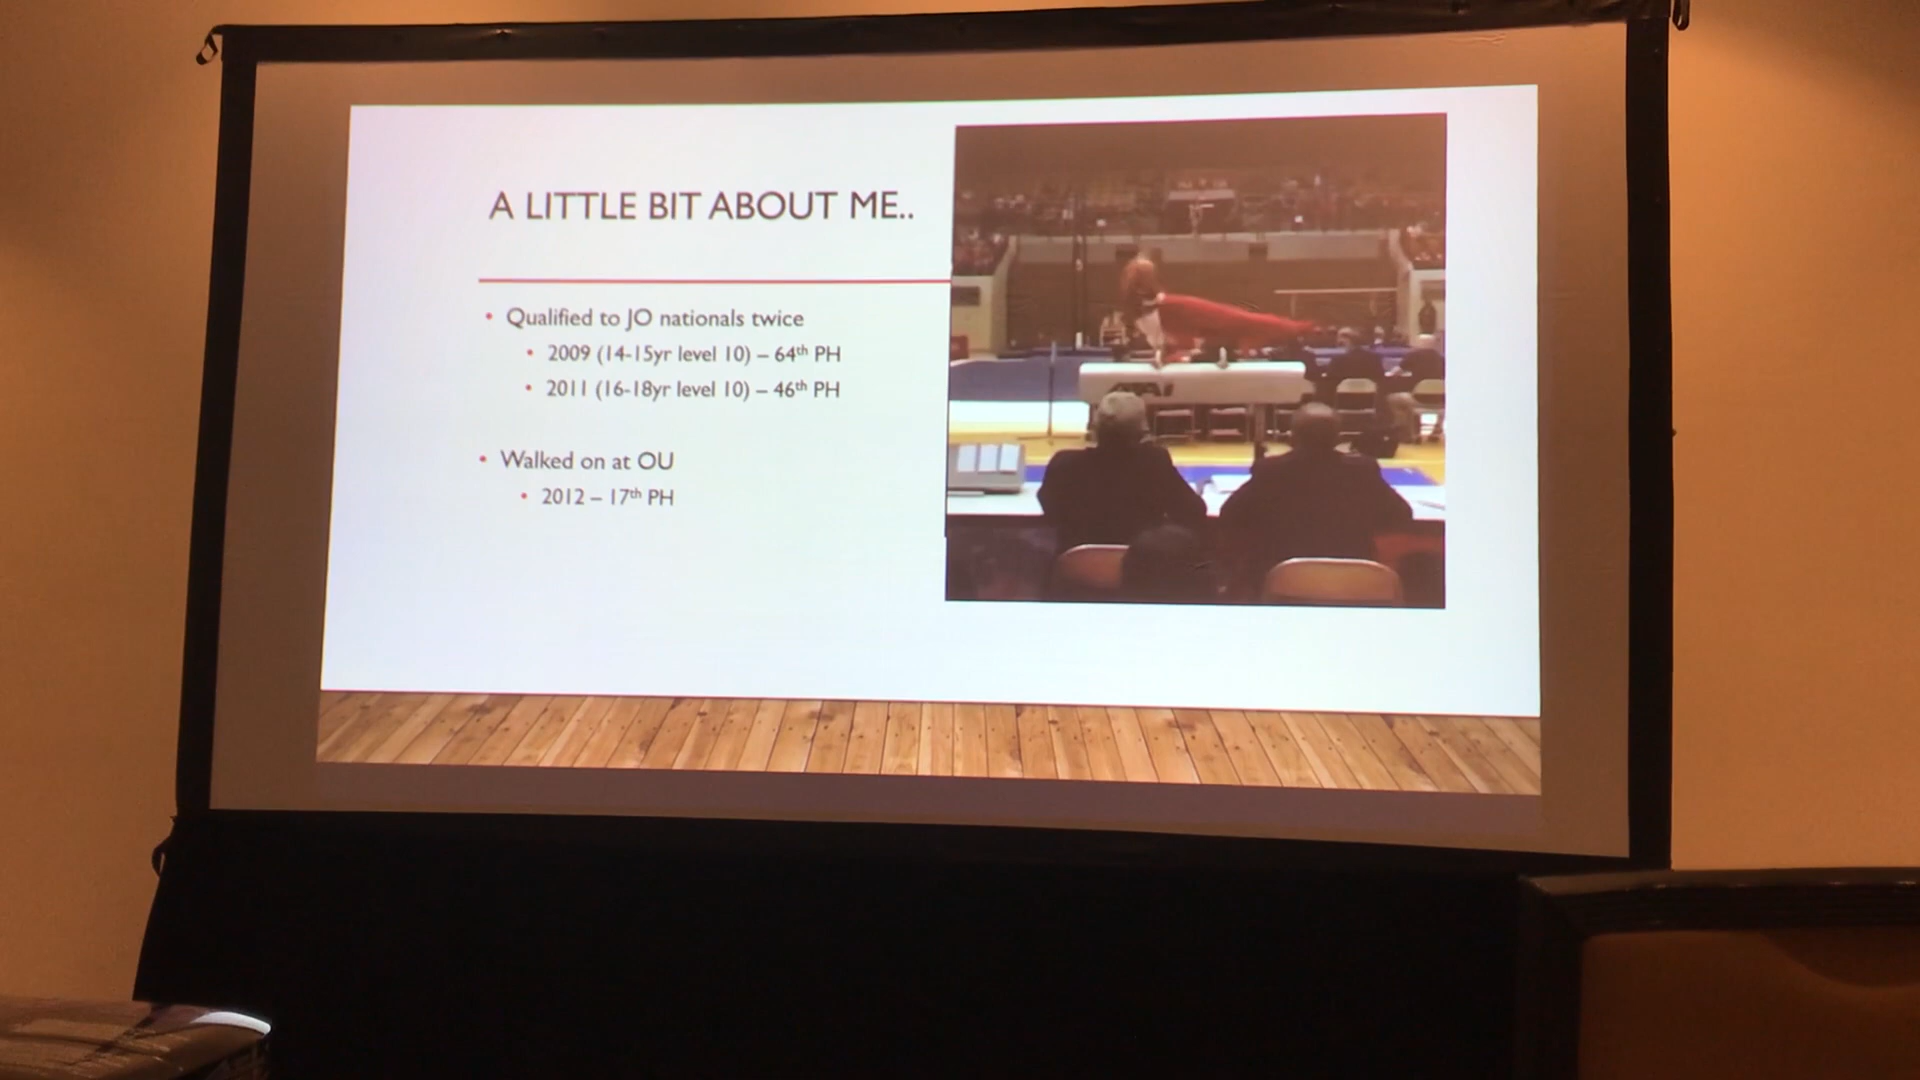 A LITTLE BIT ABOUT ME..
• Qualified to JO nationals twice
• 2009 (14-15yr level 10) – 64th PH
• 2011 (16-18yr level 10) – 46th PH
• Walked on at OU
• 2012 – 17th PH